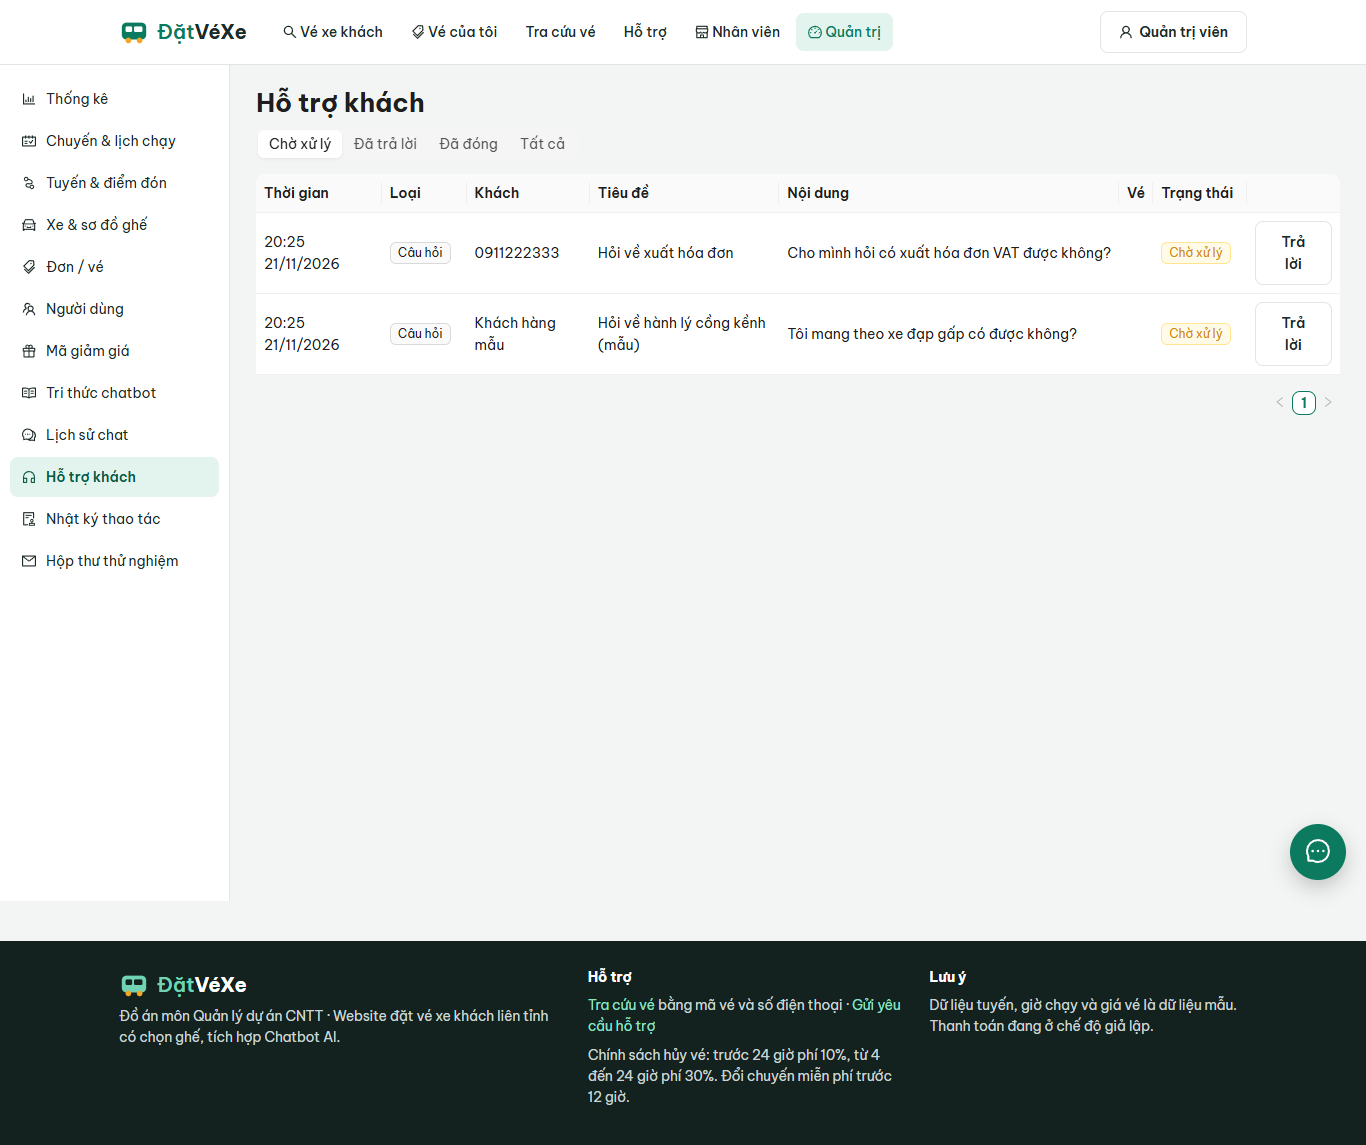 ĐặtVéXe
Vé xe khách
Vé của tôi
Tra cứu vé
Hỗ trợ
Nhân viên
Quản trị
Quản trị viên
Thống kê
Chuyến & lịch chạy
Tuyến & điểm đón
Xe & sơ đồ ghế
Đơn / vé
Người dùng
Mã giảm giá
Tri thức chatbot
Lịch sử chat
Hỗ trợ khách
Nhật ký thao tác
Hộp thư thử nghiệm
Hỗ trợ khách
Chờ xử lý
Đã trả lời
Đã đóng
Tất cả
Thời gian
Loại
Khách
Tiêu đề
Nội dung
Vé
Trạng thái
20:25
21/11/2026
Câu hỏi
0911222333
Hỏi về xuất hóa đơn
Cho mình hỏi có xuất hóa đơn VAT được không?
Chờ xử lý
Trả
lời
20:25
21/11/2026
Câu hỏi
Khách hàng
mẫu
Hỏi về hành lý cồng kềnh
(mẫu)
Tôi mang theo xe đạp gấp có được không?
Chờ xử lý
Trả
lời
1
ĐặtVéXe
Đồ án môn Quản lý dự án CNTT · Website đặt vé xe khách liên tỉnh
có chọn ghế, tích hợp Chatbot AI.
Hỗ trợ
Tra cứu vé bằng mã vé và số điện thoại · Gửi yêu
cầu hỗ trợ
Chính sách hủy vé: trước 24 giờ phí 10%, từ 4
đến 24 giờ phí 30%. Đổi chuyến miễn phí trước
12 giờ.
Lưu ý
Dữ liệu tuyến, giờ chạy và giá vé là dữ liệu mẫu.
Thanh toán đang ở chế độ giả lập.